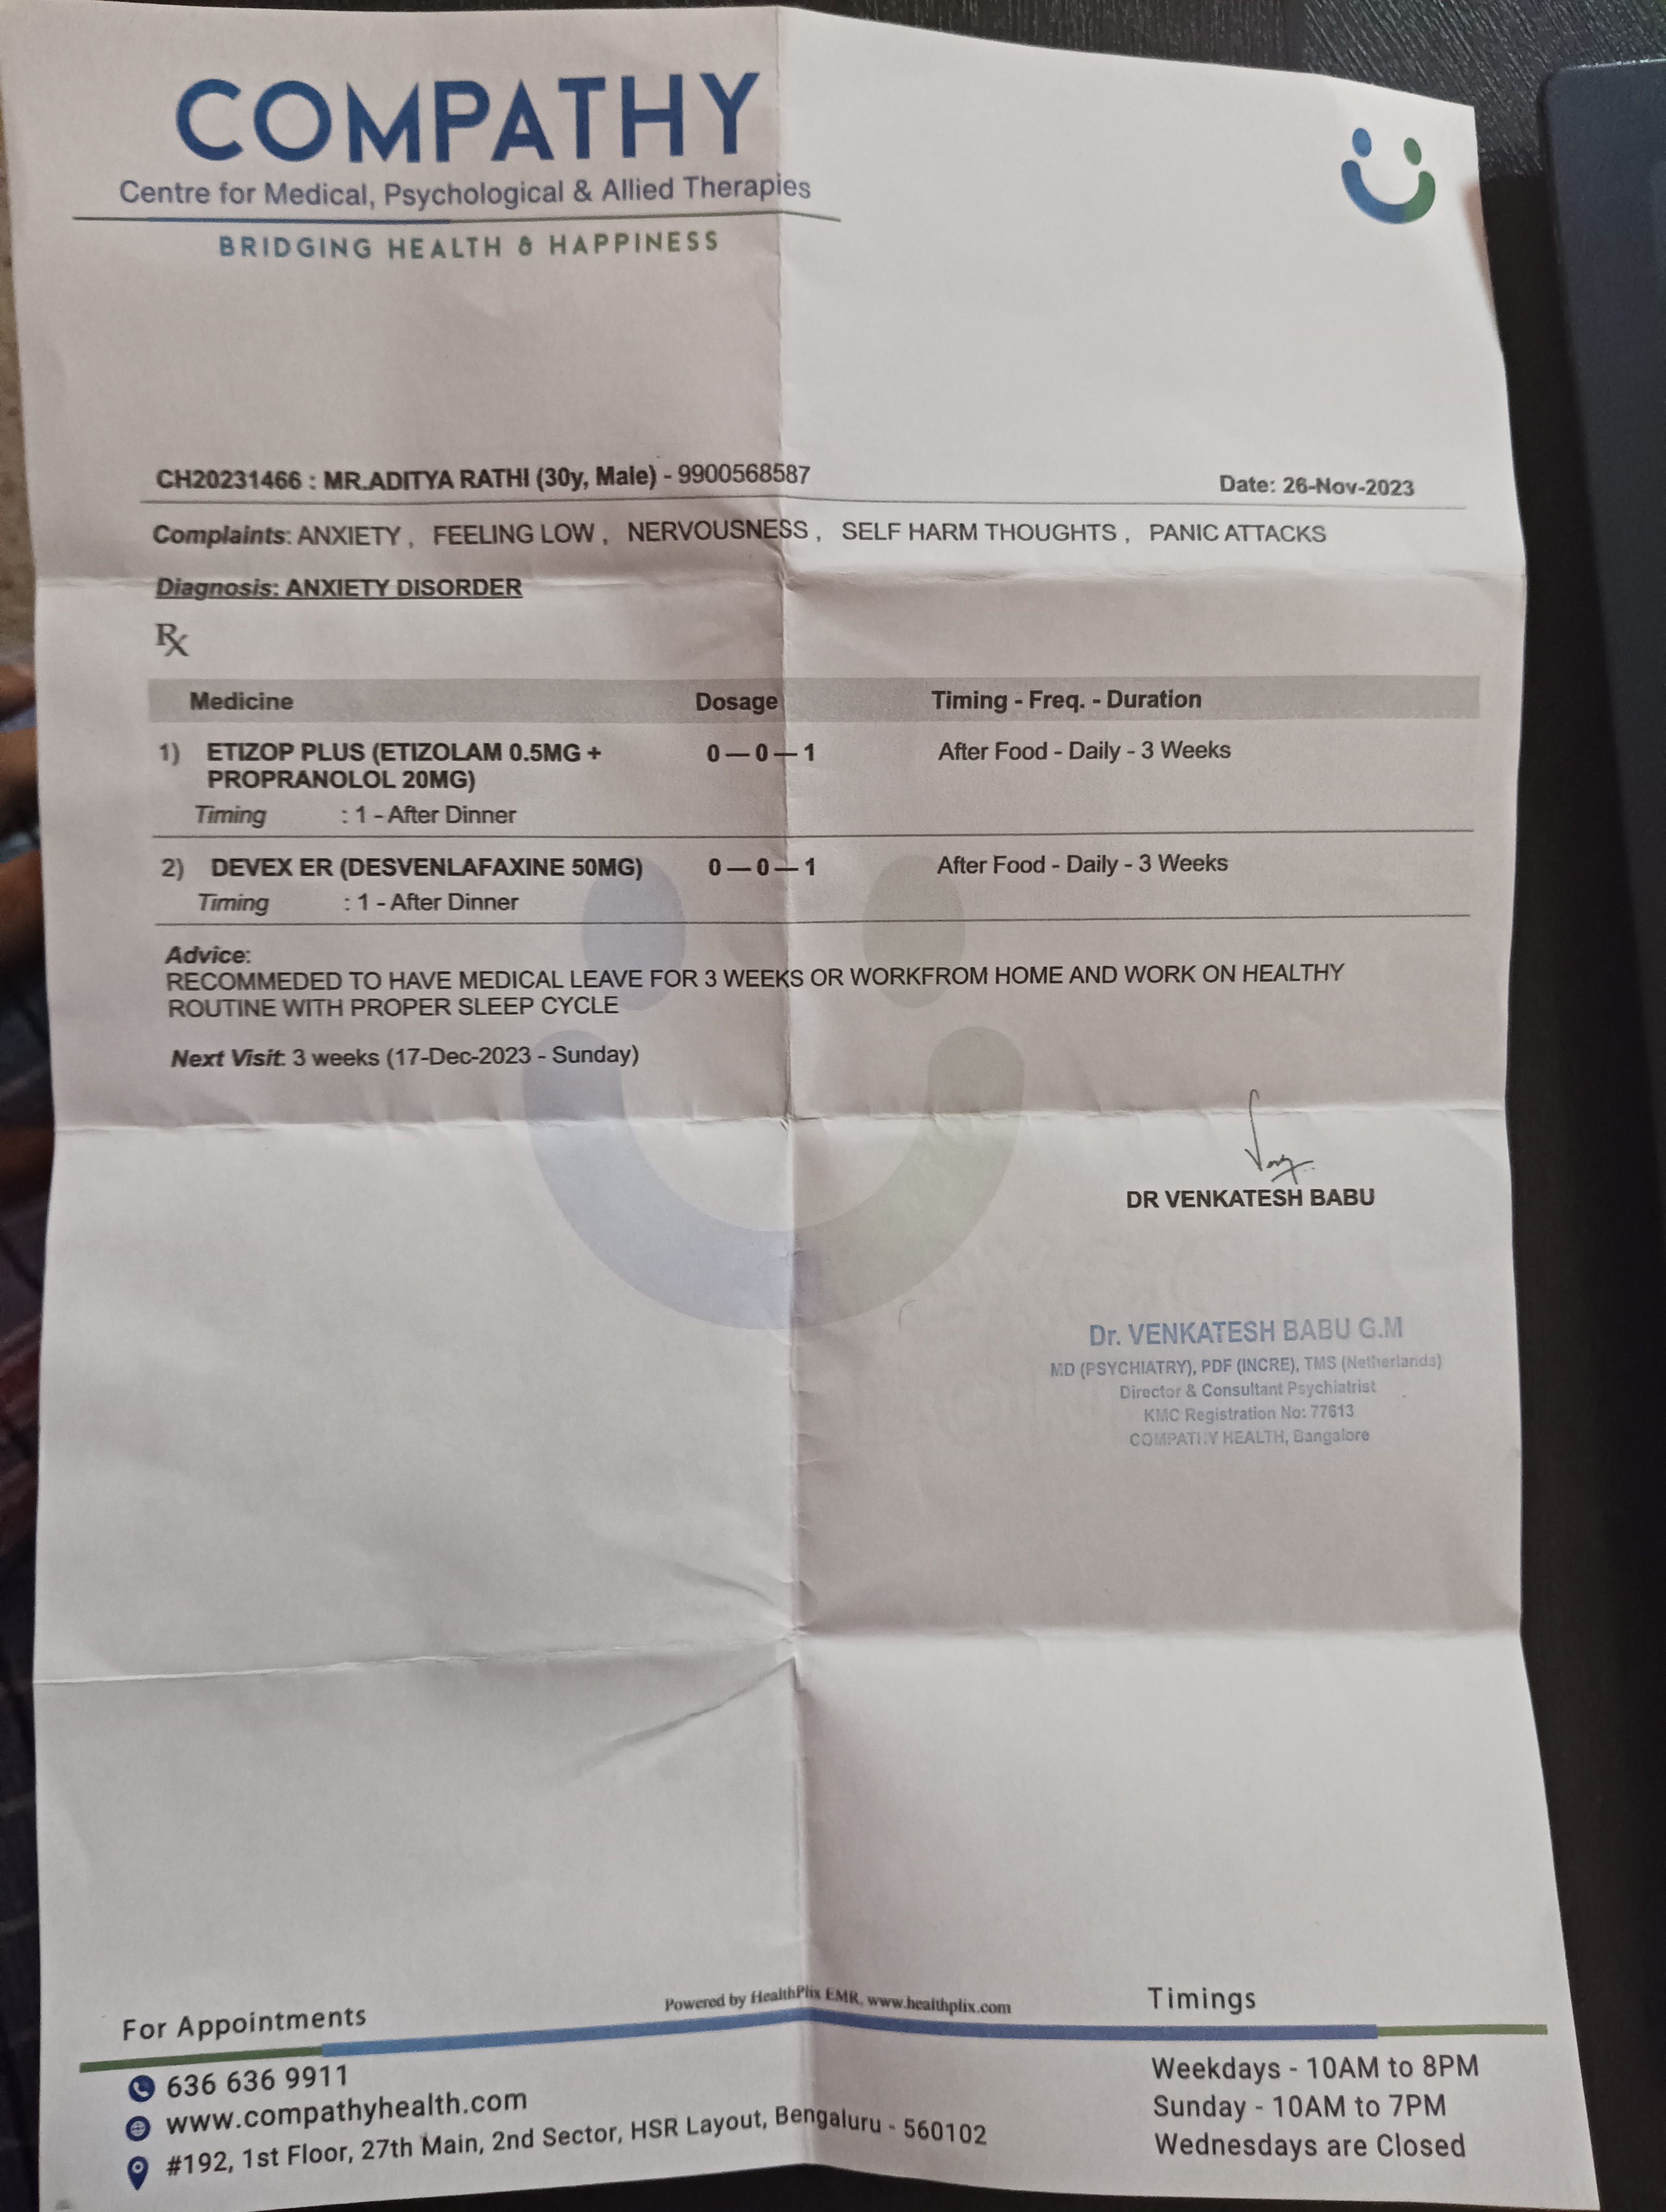 COMPATHY
Centre for Medical, Psychological & Allied Therapies
BRIDGING HEALTH & HAPPINESS
CH20231466 : MR.ADITYA RATHI (30y, Male) - 9900568587
Date: 26-Nov-2023
Complaints: ANXIETY , FEELING LOW , NERVOUSNESS , SELF HARM THOUGHTS , PANIC ATTACKS
Diagnosis: ANXIETY DISORDER
Rx
Medicine Dosage Timing - Freq. - Duration
1) ETIZOP PLUS (ETIZOLAM 0.5MG + 0 — 0 — 1 After Food - Daily - 3 Weeks
PROPRANOLOL 20MG)
Timing : 1 - After Dinner
2) DEVEX ER (DESVENLAFAXINE 50MG) 0 — 0 — 1 After Food - Daily - 3 Weeks
Timing : 1 - After Dinner
Advice:
RECOMMEDED TO HAVE MEDICAL LEAVE FOR 3 WEEKS OR WORKFROM HOME AND WORK ON HEALTHY
ROUTINE WITH PROPER SLEEP CYCLE
Next Visit: 3 weeks (17-Dec-2023 - Sunday)
DR VENKATESH BABU
Dr. VENKATESH BABU G.M
MD (PSYCHIATRY), PDF (INCRE), TMS (Netherlands)
Director & Consultant Psychiatrist
KMC Registration No: 77613
COMPATHY HEALTH, Bangalore
Powered by HealthPlix EMR, www.healthplix.com
For Appointments
636 636 9911
www.compathyhealth.com
#192, 1st Floor, 27th Main, 2nd Sector, HSR Layout, Bengaluru - 560102
Timings
Weekdays - 10AM to 8PM
Sunday - 10AM to 7PM
Wednesdays are Closed